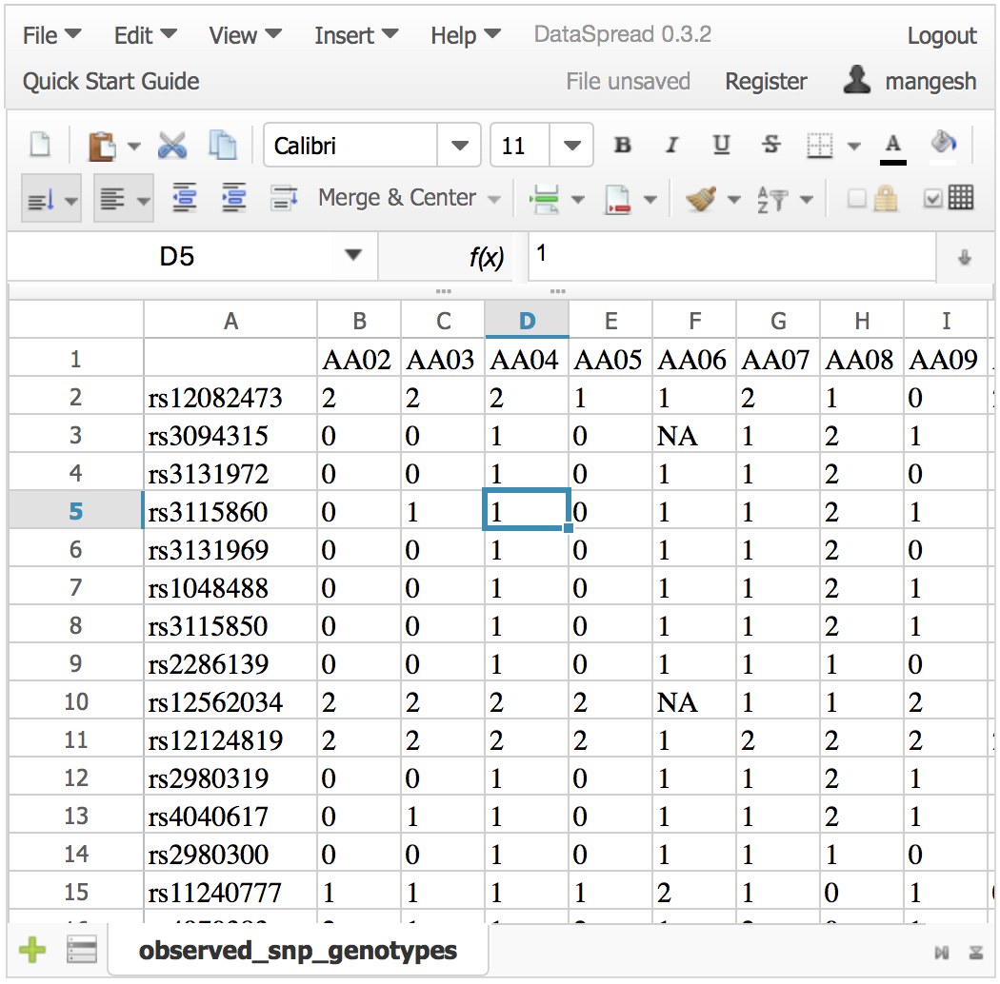 File Edit View Insert Help DataSpread 0.3.2 Logout
Quick Start Guide File unsaved Register mangesh
Calibri 11 B I U S A
Merge & Center A Z
D5 f(x) 1
A B C D E F G H I
1 AA02 AA03 AA04 AA05 AA06 AA07 AA08 AA09
2 rs12082473 2 2 2 1 1 2 1 0
3 rs3094315 0 0 1 0 NA 1 2 1
4 rs3131972 0 0 1 0 1 1 2 0
5 rs3115860 0 1 1 0 1 1 2 1
6 rs3131969 0 0 1 0 1 1 2 0
7 rs1048488 0 0 1 0 1 1 2 1
8 rs3115850 0 0 1 0 1 1 2 1
9 rs2286139 0 0 1 0 1 1 1 0
10 rs12562034 2 2 2 2 NA 1 1 2
11 rs12124819 2 2 2 2 1 2 2 2
12 rs2980319 0 0 1 0 1 1 2 1
13 rs4040617 0 1 1 0 1 1 2 1
14 rs2980300 0 0 1 0 1 1 1 0
15 rs11240777 1 1 1 1 2 1 0 1
observed_snp_genotypes